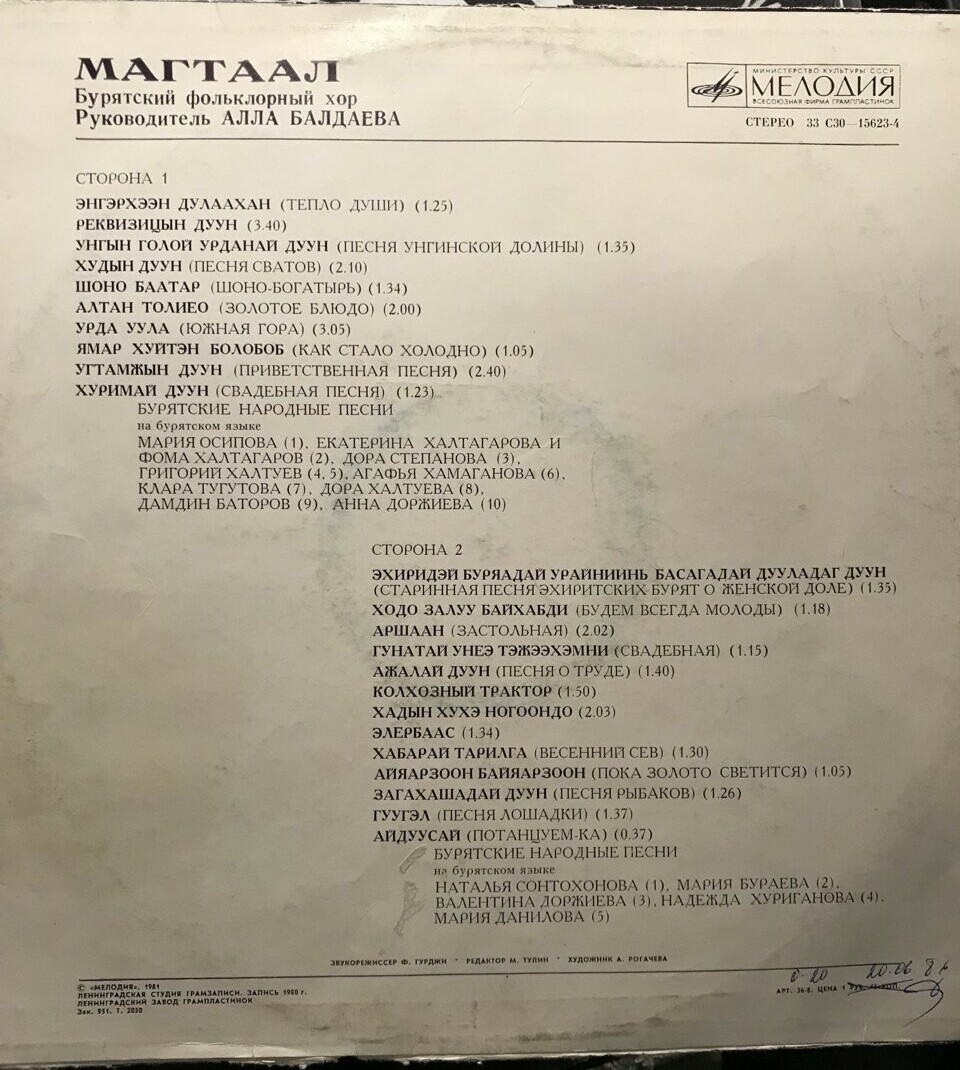 МАГТААЛ
Бурятский фольклорный хор
Руководитель АЛЛА БАЛДАЕВА
МИНИСТЕРСТВО КУЛЬТУРЫ СССР
МЕЛОДИЯ
ВСЕСОЮЗНАЯ ФИРМА ГРАМПЛАСТИНОК
СТЕРЕО 33 С30—15623-4
СТОРОНА 1
ЭНГЭРХЭЭН ДУЛААХАН (ТЕПЛО ДУШИ) (1.25)
РЕКВИЗИЦЫН ДУУН (3.40)
УНГЫН ГОЛОЙ УРДАНАЙ ДУУН (ПЕСНЯ УНГИНСКОЙ ДОЛИНЫ) (1.35)
ХУДЫН ДУУН (ПЕСНЯ СВАТОВ) (2.10)
ШОНО БААТАР (ШОНО-БОГАТЫРЬ) (1.34)
АЛТАН ТОЛИЕО (ЗОЛОТОЕ БЛЮДО) (2.00)
УРДА УУЛА (ЮЖНАЯ ГОРА) (3.05)
ЯМАР ХУЙТЭН БОЛОБОБ (КАК СТАЛО ХОЛОДНО) (1.05)
УГТАМЖЫН ДУУН (ПРИВЕТСТВЕННАЯ ПЕСНЯ) (2.40)
ХУРИМАЙ ДУУН (СВАДЕБНАЯ ПЕСНЯ) (1.23)
БУРЯТСКИЕ НАРОДНЫЕ ПЕСНИ
на бурятском языке
МАРИЯ ОСИПОВА (1), ЕКАТЕРИНА ХАЛТАГАРОВА И
ФОМА ХАЛТАГАРОВ (2), ДОРА СТЕПАНОВА (3),
ГРИГОРИЙ ХАЛТУЕВ (4, 5), АГАФЬЯ ХАМАГАНОВА (6),
КЛАРА ТУГУТОВА (7), ДОРА ХАЛТУЕВА (8),
ДАМДИН БАТОРОВ (9), АННА ДОРЖИЕВА (10)
СТОРОНА 2
ЭХИРИДЭЙ БУРЯАДАЙ УРАЙНИИНЬ БАСАГАДАЙ ДУУЛАДАГ ДУУН
(СТАРИННАЯ ПЕСНЯ ЭХИРИТСКИХ БУРЯТ О ЖЕНСКОЙ ДОЛЕ) (1.35)
ХОДО ЗАЛУУ БАЙХАБДИ (БУДЕМ ВСЕГДА МОЛОДЫ) (1.18)
АРШААН (ЗАСТОЛЬНАЯ) (2.02)
ГУНАТАЙ УНЕЭ ТЭЖЭЭХЭМНИ (СВАДЕБНАЯ) (1.15)
АЖАЛАЙ ДУУН (ПЕСНЯ О ТРУДЕ) (1.40)
КОЛХОЗНЫЙ ТРАКТОР (1.50)
ХАДЫН ХУХЭ НОГООНДО (2.03)
ЭЛЕРБААС (1.34)
ХАБАРАЙ ТАРИЛГА (ВЕСЕННИЙ СЕВ) (1.30)
АЙЯАРЗООН БАЙЯАРЗООН (ПОКА ЗОЛОТО СВЕТИТСЯ) (1.05)
ЗАГАХАШАДАЙ ДУУН (ПЕСНЯ РЫБАКОВ) (1.26)
ГУУГЭЛ (ПЕСНЯ ЛОШАДКИ) (1.37)
АЙДУУСАЙ (ПОТАНЦУЕМ-КА) (0.37)
БУРЯТСКИЕ НАРОДНЫЕ ПЕСНИ
на бурятском языке
НАТАЛЬЯ СОНТОХОНОВА (1), МАРИЯ БУРАЕВА (2),
ВАЛЕНТИНА ДОРЖИЕВА (3), НАДЕЖДА ХУРИГАНОВА (4),
МАРИЯ ДАНИЛОВА (5)
ЗВУКОРЕЖИССЕР Ф. ГУРДЖИ · РЕДАКТОР М. ТУПИН · ХУДОЖНИК А. РОГАЧЕВА
© «МЕЛОДИЯ», 1981
ЛЕНИНГРАДСКАЯ СТУДИЯ ГРАМЗАПИСИ. ЗАПИСЬ 1980 г.
ЛЕНИНГРАДСКИЙ ЗАВОД ГРАМПЛАСТИНОК
Зак. 951. Т. 2030
0-20 20.06
АРТ. 36-8. ЦЕНА 1 РУБ.